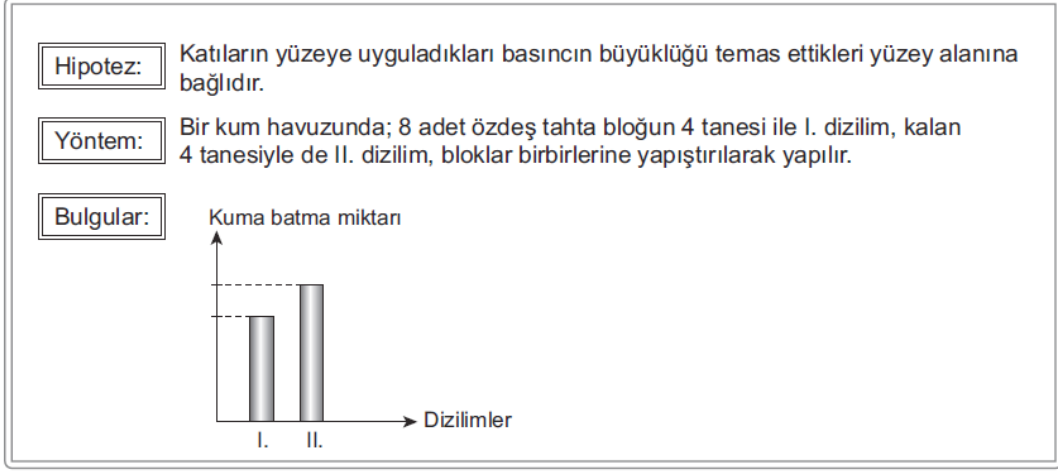 Hipotez:
Katıların yüzeye uyguladıkları basıncın büyüklüğü temas ettikleri yüzey alanına
bağlıdır.
Yöntem:
Bir kum havuzunda; 8 adet özdeş tahta bloğun 4 tanesi ile I. dizilim, kalan
4 tanesiyle de II. dizilim, bloklar birbirlerine yapıştırılarak yapılır.
Bulgular:
Kuma batma miktarı
Dizilimler
I. II.